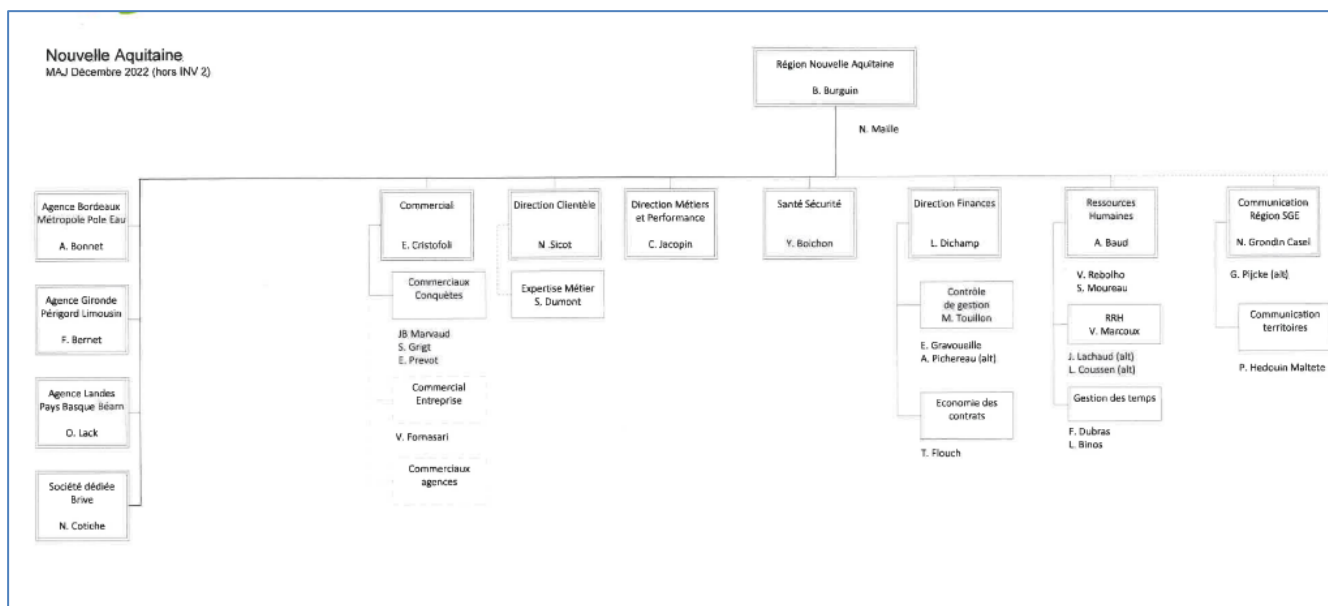 Nouvelle Aquitaine
MAJ Décembre 2022 (hors INV 2)
Région Nouvelle Aquitaine
B. Burguin
N. Maille
Agence Bordeaux
Métropole Pole Eau
A. Bonnet
Agence Gironde
Périgord Limousin
F. Bernet
Agence Landes
Pays Basque Béarn
O. Lack
Société dédiée
Brive
N. Cotiche
Commercial
E. Cristofoli
Commerciaux
Conquètes
JB Marvaud
S. Grigt
E. Prevot
Commercial
Entreprise
V. Fornasari
Commerciaux
agences
Direction Clientèle
N .Sicot
Expertise Métier
S. Dumont
Direction Métiers
et Performance
C. Jacopin
Santé Sécurité
Y. Boichon
Direction Finances
L. Dichamp
Contrôle
de gestion
M. Touillon
E. Gravoueille
A. Pichereau (alt)
Economie des
contrats
T. Flouch
Ressources
Humaines
A. Baud
V. Rebolho
S. Moureau
RRH
V. Marcoux
J. Lachaud (alt)
L. Coussen (alt)
Gestion des temps
F. Dubras
L. Binos
Communication
Région SGE
N. Grondin Casel
G. Pijcke (alt)
Communication
territoires
P. Hedouin Maltete